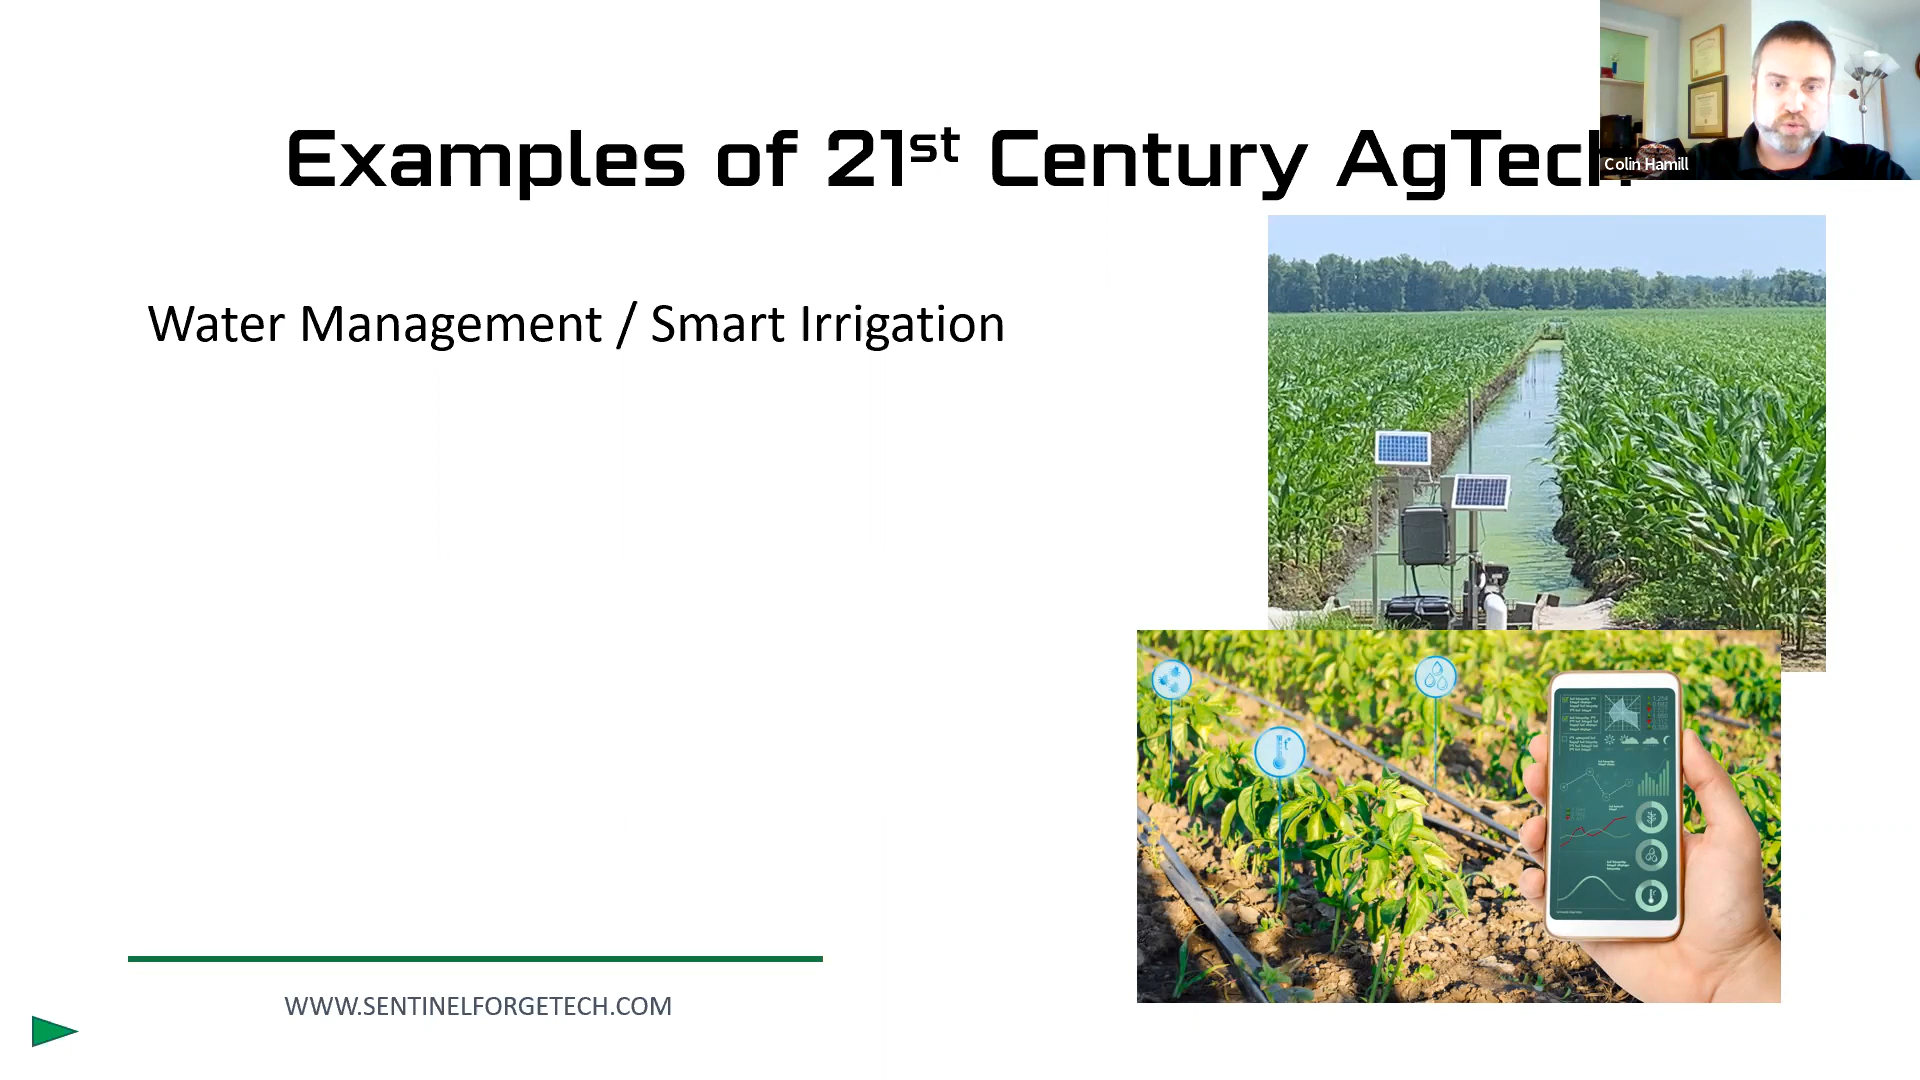 Examples of 21st Century AgTech
Colin Hamill
Water Management / Smart Irrigation
WWW.SENTINELFORGETECH.COM